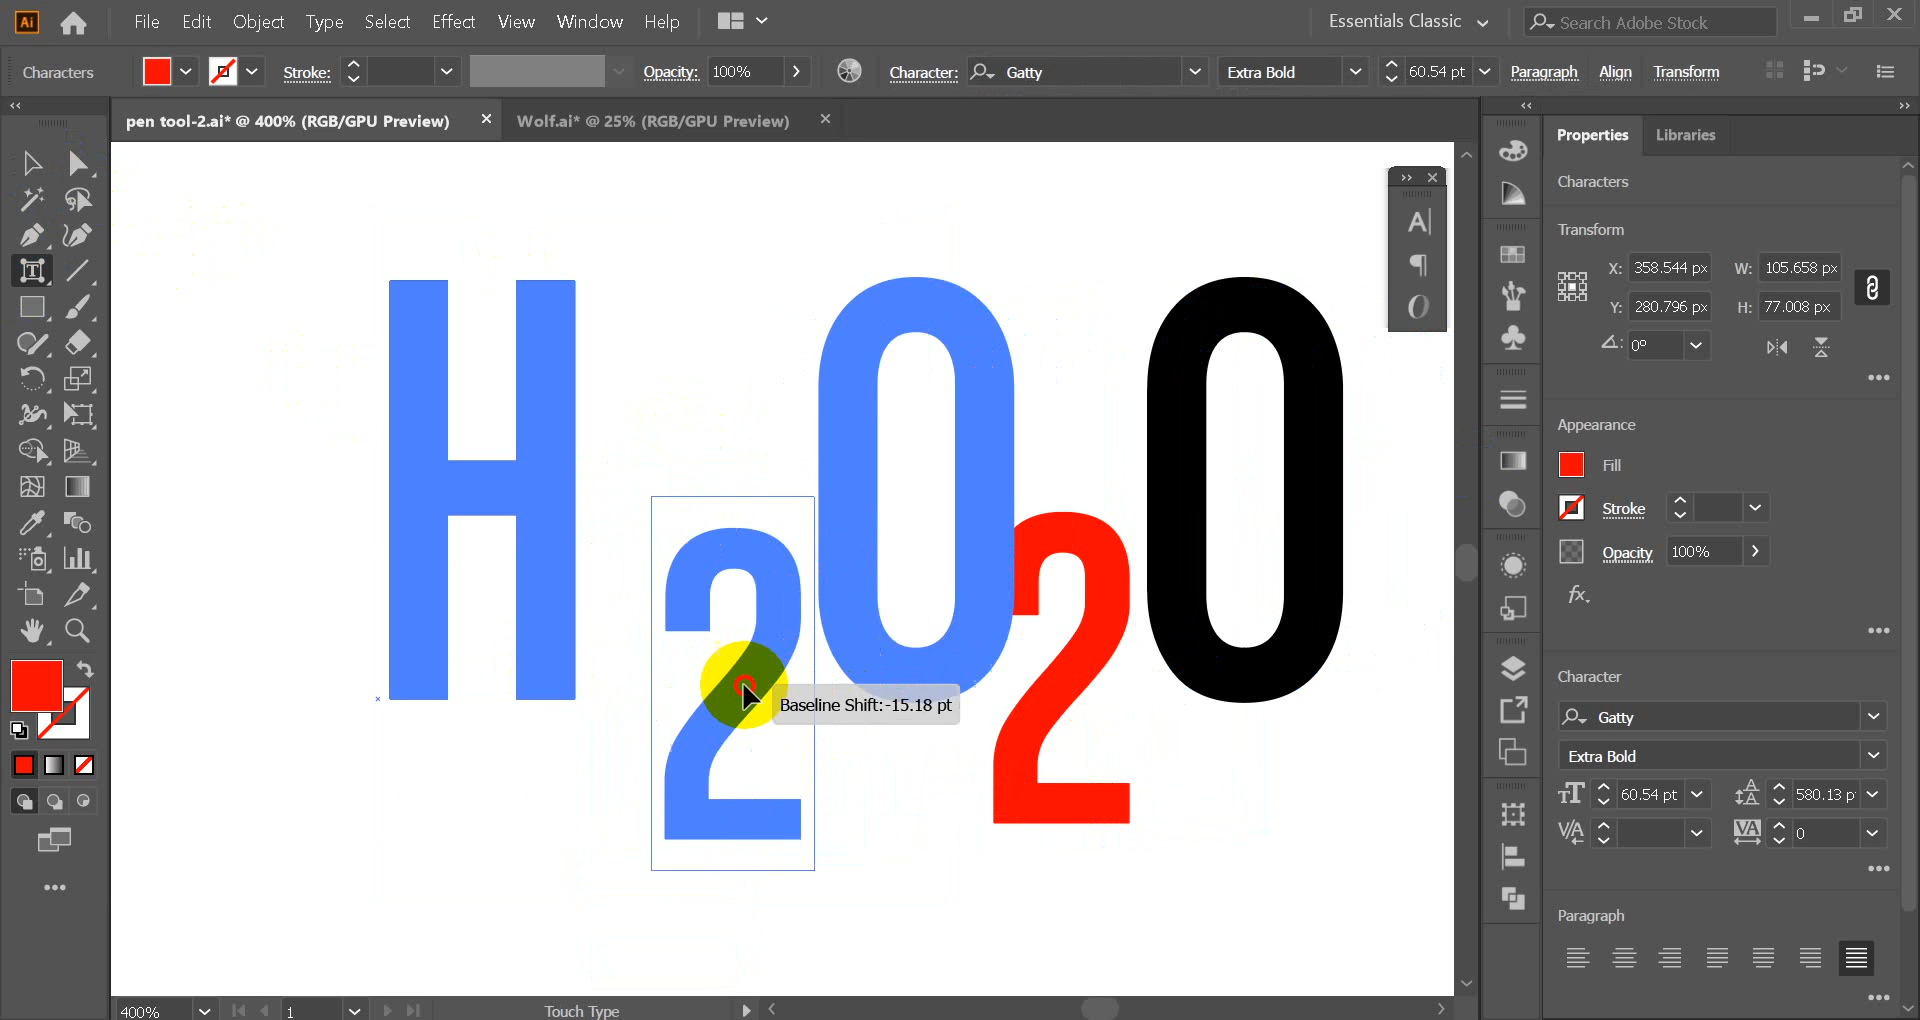 Ai File Edit Object Type Select Effect View Window Help Essentials Classic Search Adobe Stock
Characters Stroke: Opacity: 100% Character: Gatty Extra Bold 60.54 pt Paragraph Align Transform
pen tool-2.ai* @ 400% (RGB/GPU Preview) Wolf.ai* @ 25% (RGB/GPU Preview)
Properties Libraries
Characters
Transform
X: 358.544 px W: 105.658 px
Y: 280.796 px H: 77.008 px
0°
Appearance
Fill
Stroke
Opacity 100%
fx.
Character
Gatty
Extra Bold
60.54 pt 580.13 p
0
Paragraph
H2O2O
Baseline Shift:-15.18 pt
400% 1 Touch Type